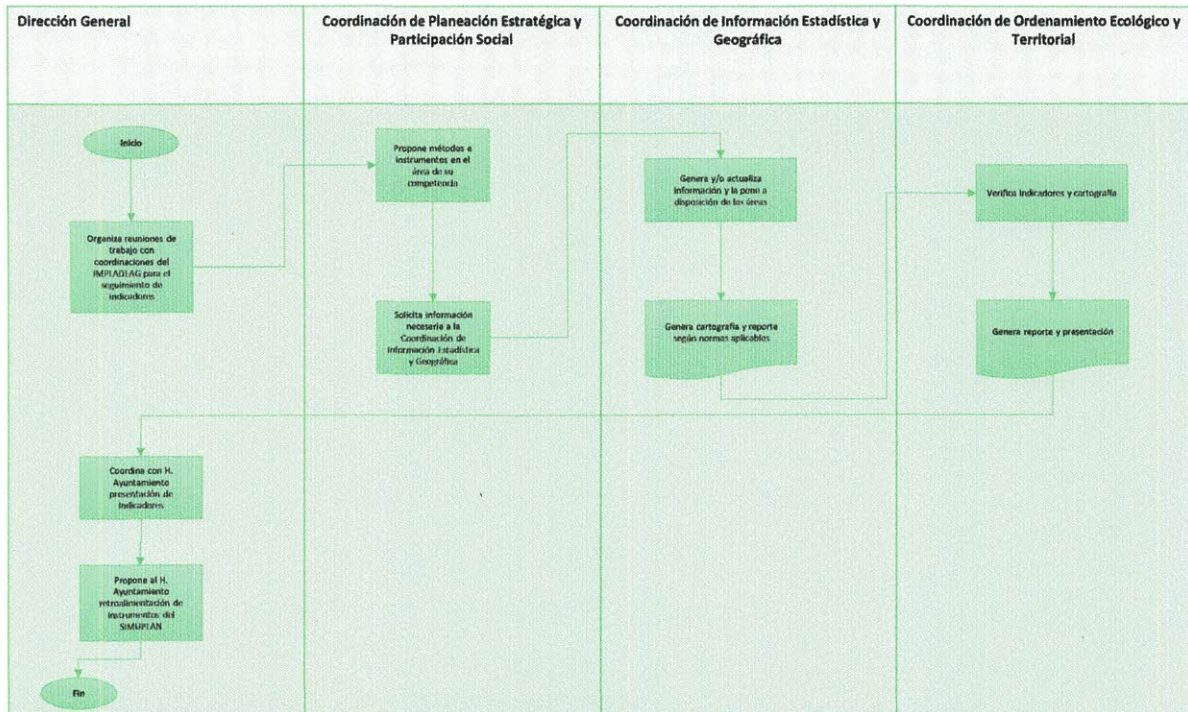 Dirección General
Coordinación de Planeación Estratégica y
Participación Social
Coordinación de Información Estadística y
Geográfica
Coordinación de Ordenamiento Ecológico y
Territorial
Inicio
Organiza reuniones de
trabajo con
coordinaciones del
IMPLADEAG para el
seguimiento de
indicadores
Propone métodos e
instrumentos en el
área de su
competencia
Solicita información
necesaria a la
Coordinación de
Información Estadística
y Geográfica
Genera y/o actualiza
información y la pone a
disposición de las áreas
Genera cartografía y reporte
según normas aplicables
Verifica indicadores y cartografía
Genera reporte y presentación
Coordina con H.
Ayuntamiento
presentación de
indicadores
Propone al H.
Ayuntamiento
retroalimentación de
instrumentos del
SIMUPLAN
Fin